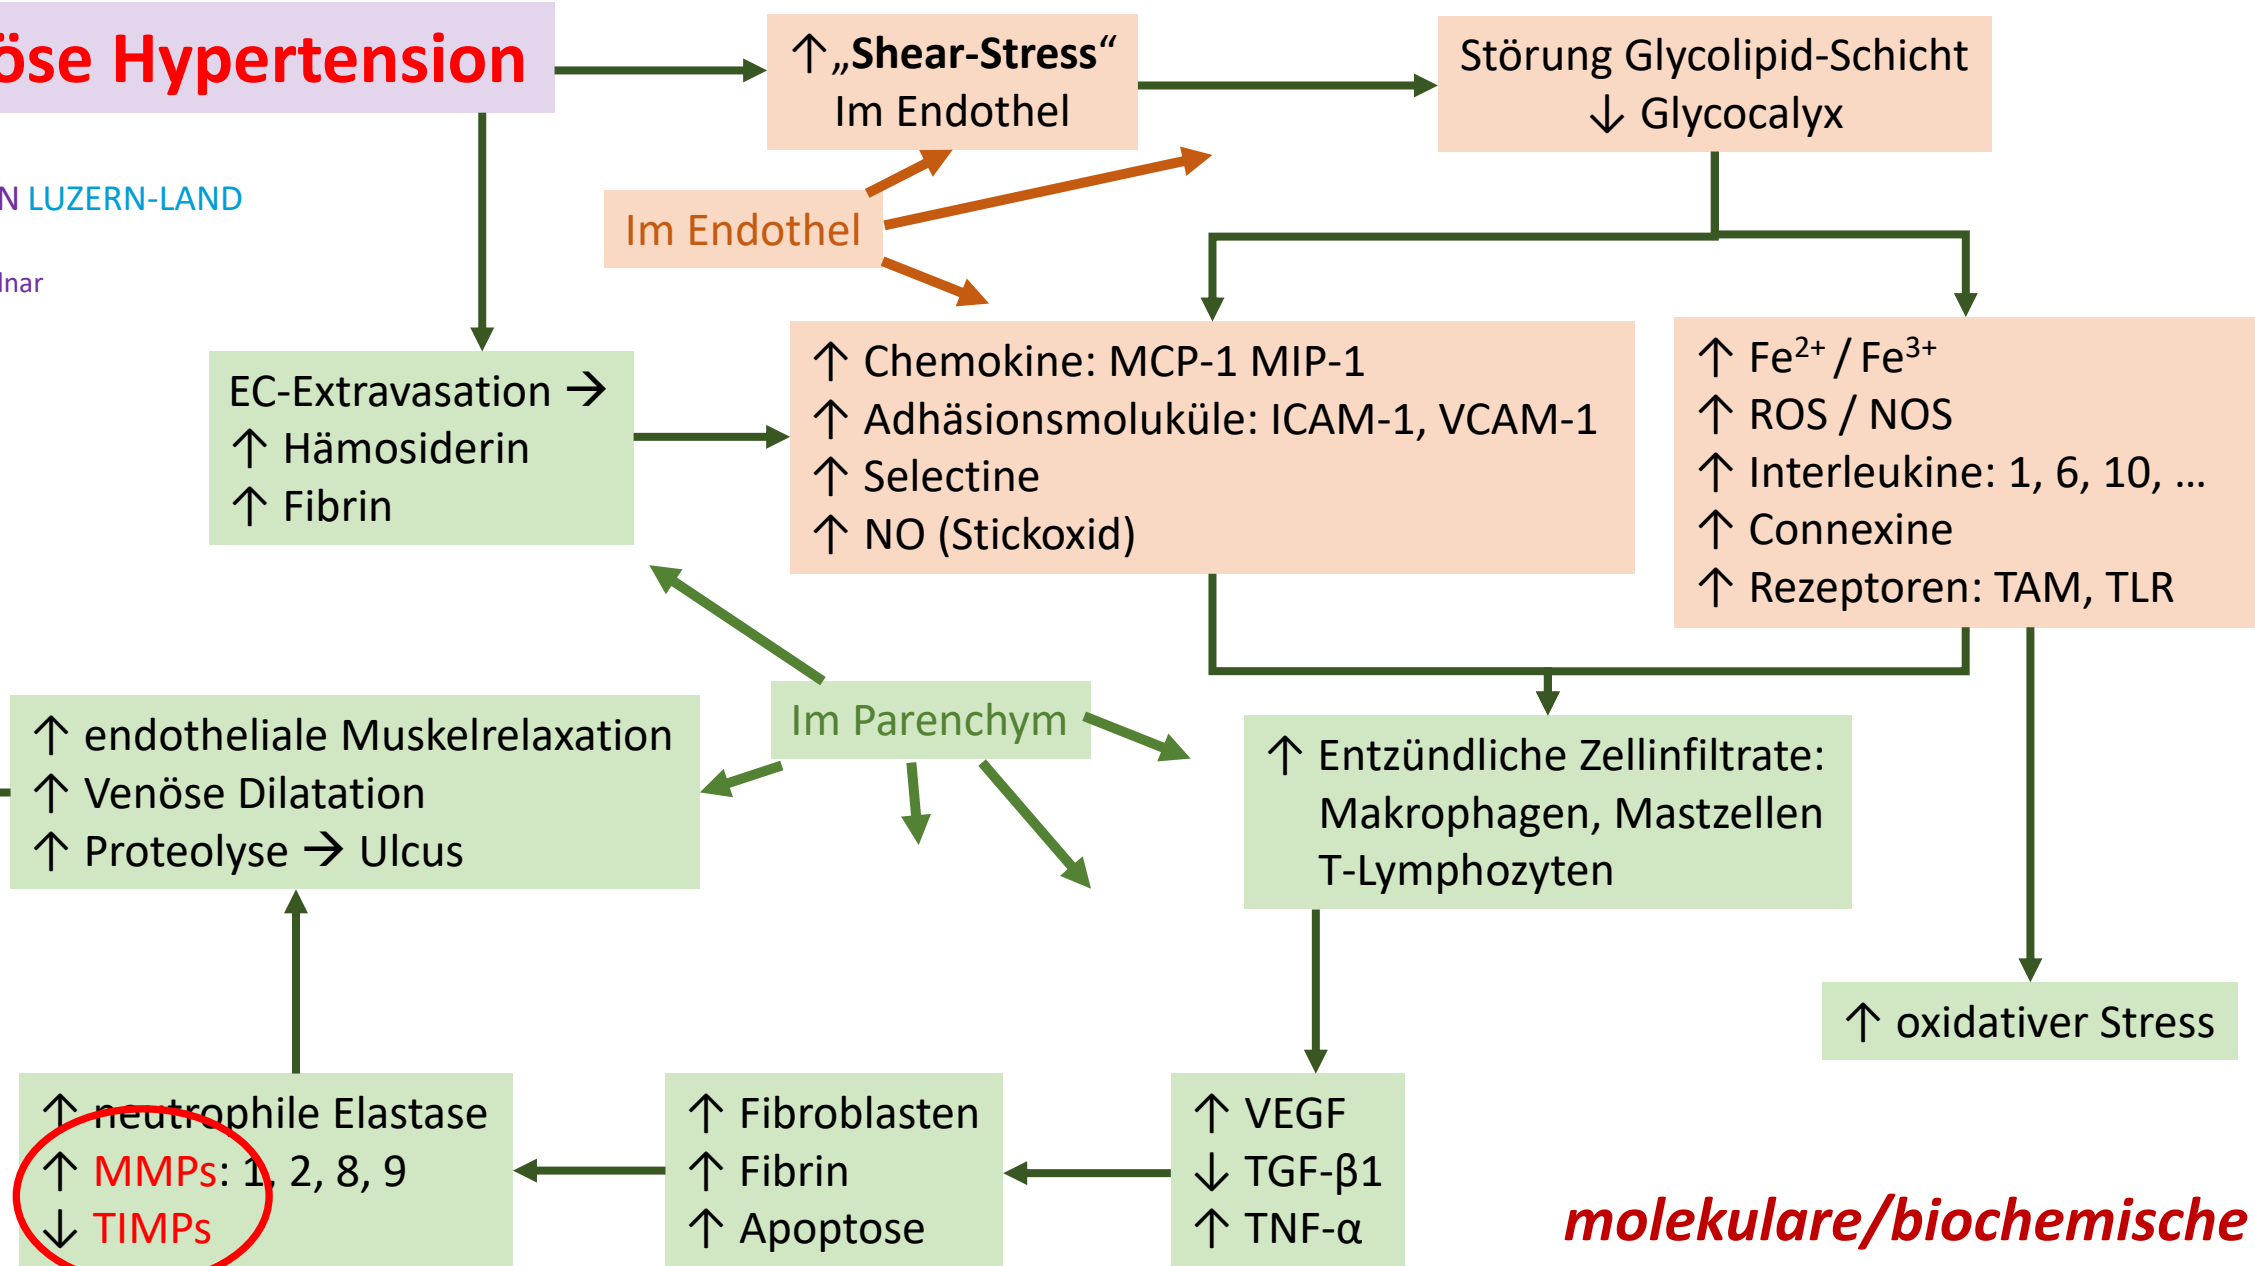 öse Hypertension
↑„Shear-Stress“
Im Endothel
Störung Glycolipid-Schicht
↓ Glycocalyx
N LUZERN-LAND
lnar
Im Endothel
EC-Extravasation →
↑ Hämosiderin
↑ Fibrin
↑ Chemokine: MCP-1 MIP-1
↑ Adhäsionsmoluküle: ICAM-1, VCAM-1
↑ Selectine
↑ NO (Stickoxid)
↑ Fe²⁺ / Fe³⁺
↑ ROS / NOS
↑ Interleukine: 1, 6, 10, ...
↑ Connexine
↑ Rezeptoren: TAM, TLR
Im Parenchym
↑ endotheliale Muskelrelaxation
↑ Venöse Dilatation
↑ Proteolyse → Ulcus
↑ Entzündliche Zellinfiltrate:
Makrophagen, Mastzellen
T-Lymphozyten
↑ oxidativer Stress
↑ neutrophile Elastase
↑ MMPs: 1, 2, 8, 9
↓ TIMPs
↑ Fibroblasten
↑ Fibrin
↑ Apoptose
↑ VEGF
↓ TGF-β1
↑ TNF-α
molekulare/biochemische